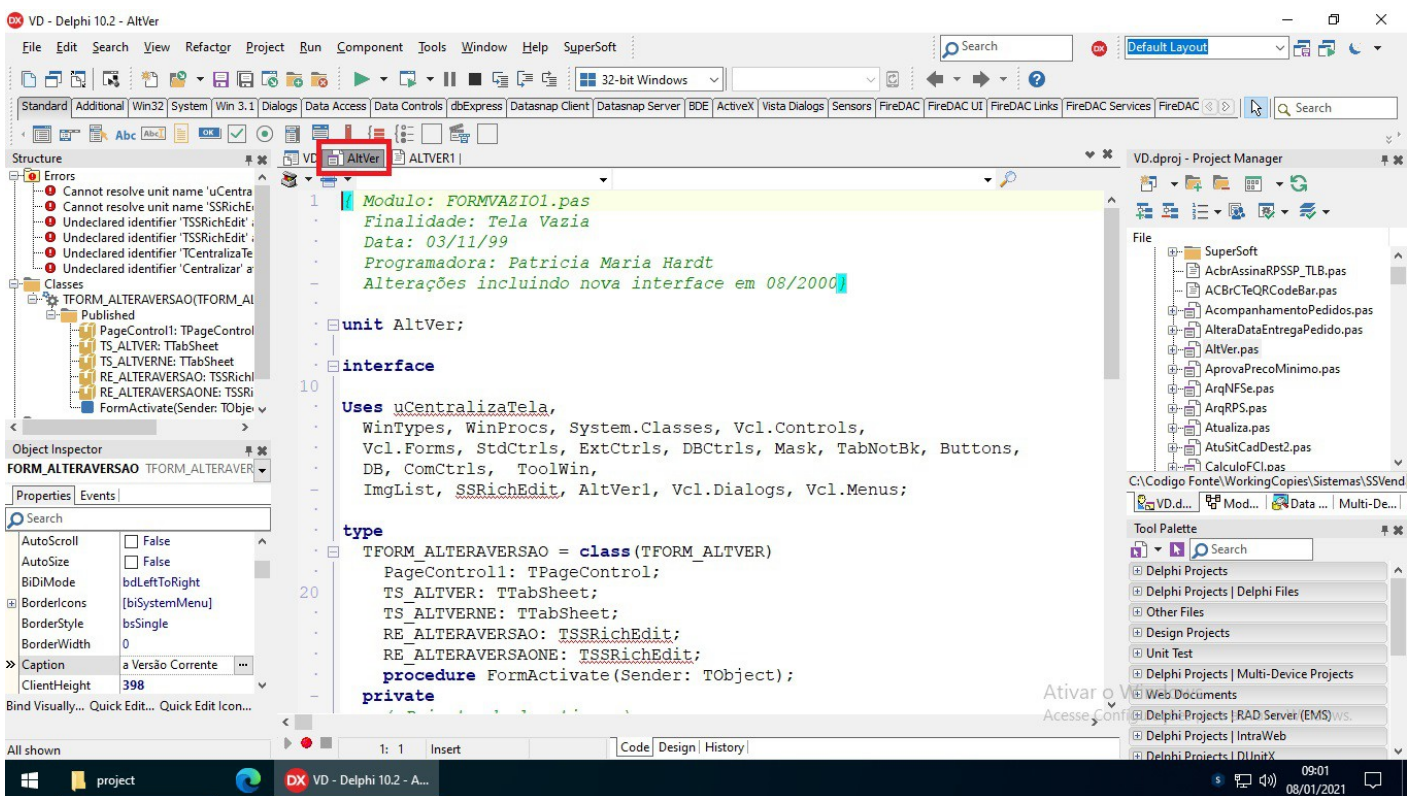 VD - Delphi 10.2 - AltVer
File Edit Search View Refactor Project Run Component Tools Window Help SuperSoft
Search
DX
Default Layout
32-bit Windows
Standard Additional Win32 System Win 3.1 Dialogs Data Access Data Controls dbExpress Datasnap Client Datasnap Server BDE ActiveX Vista Dialogs Sensors FireDAC FireDAC UI FireDAC Links FireDAC Services FireDAC
Search
Abc
OK
Structure
VD AltVer ALTVER1
VD.dproj - Project Manager
Errors
Cannot resolve unit name 'uCentra
Cannot resolve unit name 'SSRichE
Undeclared identifier 'TSSRichEdit' a
Undeclared identifier 'TSSRichEdit' a
Undeclared identifier 'TCentralizaTe
Undeclared identifier 'Centralizar' a
Classes
TFORM_ALTERAVERSAO(TFORM_AL
Published
PageControl1: TPageControl
TS_ALTVER: TTabSheet
TS_ALTVERNE: TTabSheet
RE_ALTERAVERSAO: TSSRichl
RE_ALTERAVERSAONE: TSSRi
FormActivate(Sender: TObje
Object Inspector
FORM_ALTERAVERSAO TFORM_ALTERAVER
Properties Events
Search
AutoScroll False
AutoSize False
BiDiMode bdLeftToRight
BorderIcons [biSystemMenu]
BorderStyle bsSingle
BorderWidth 0
Caption a Versão Corrente ...
ClientHeight 398
Bind Visually... Quick Edit... Quick Edit Icon...
All shown
1 { Modulo: FORMVAZIO1.pas
Finalidade: Tela Vazia
Data: 03/11/99
Programadora: Patricia Maria Hardt
Alterações incluindo nova interface em 08/2000}
unit AltVer;
interface
10
Uses uCentralizaTela,
WinTypes, WinProcs, System.Classes, Vcl.Controls,
Vcl.Forms, StdCtrls, ExtCtrls, DBCtrls, Mask, TabNotBk, Buttons,
DB, ComCtrls, ToolWin,
ImgList, SSRichEdit, AltVer1, Vcl.Dialogs, Vcl.Menus;
type
TFORM_ALTERAVERSAO = class(TFORM_ALTVER)
PageControl1: TPageControl;
20 TS_ALTVER: TTabSheet;
TS_ALTVERNE: TTabSheet;
RE_ALTERAVERSAO: TSSRichEdit;
RE_ALTERAVERSAONE: TSSRichEdit;
procedure FormActivate(Sender: TObject);
private
1: 1 Insert
Code Design History
File
SuperSoft
AcbrAssinaRPSSP_TLB.pas
ACBrCTeQRCodeBar.pas
AcompanhamentoPedidos.pas
AlteraDataEntregaPedido.pas
AltVer.pas
AprovaPrecoMinimo.pas
ArqNFSe.pas
ArqRPS.pas
Atualiza.pas
AtuSitCadDest2.pas
CalculoFCI.pas
C:\Codigo Fonte\WorkingCopies\Sistemas\SSVend
VD.d... Mod... Data ... Multi-De...
Tool Palette
Search
Delphi Projects
Delphi Projects | Delphi Files
Other Files
Design Projects
Unit Test
Delphi Projects | Multi-Device Projects
Web Documents
Delphi Projects | RAD Server (EMS)
Delphi Projects | IntraWeb
Delphi Projects | DUnitX
Ativar o Windows
Acesse
project
DX VD - Delphi 10.2 - A...
09:01
08/01/2021